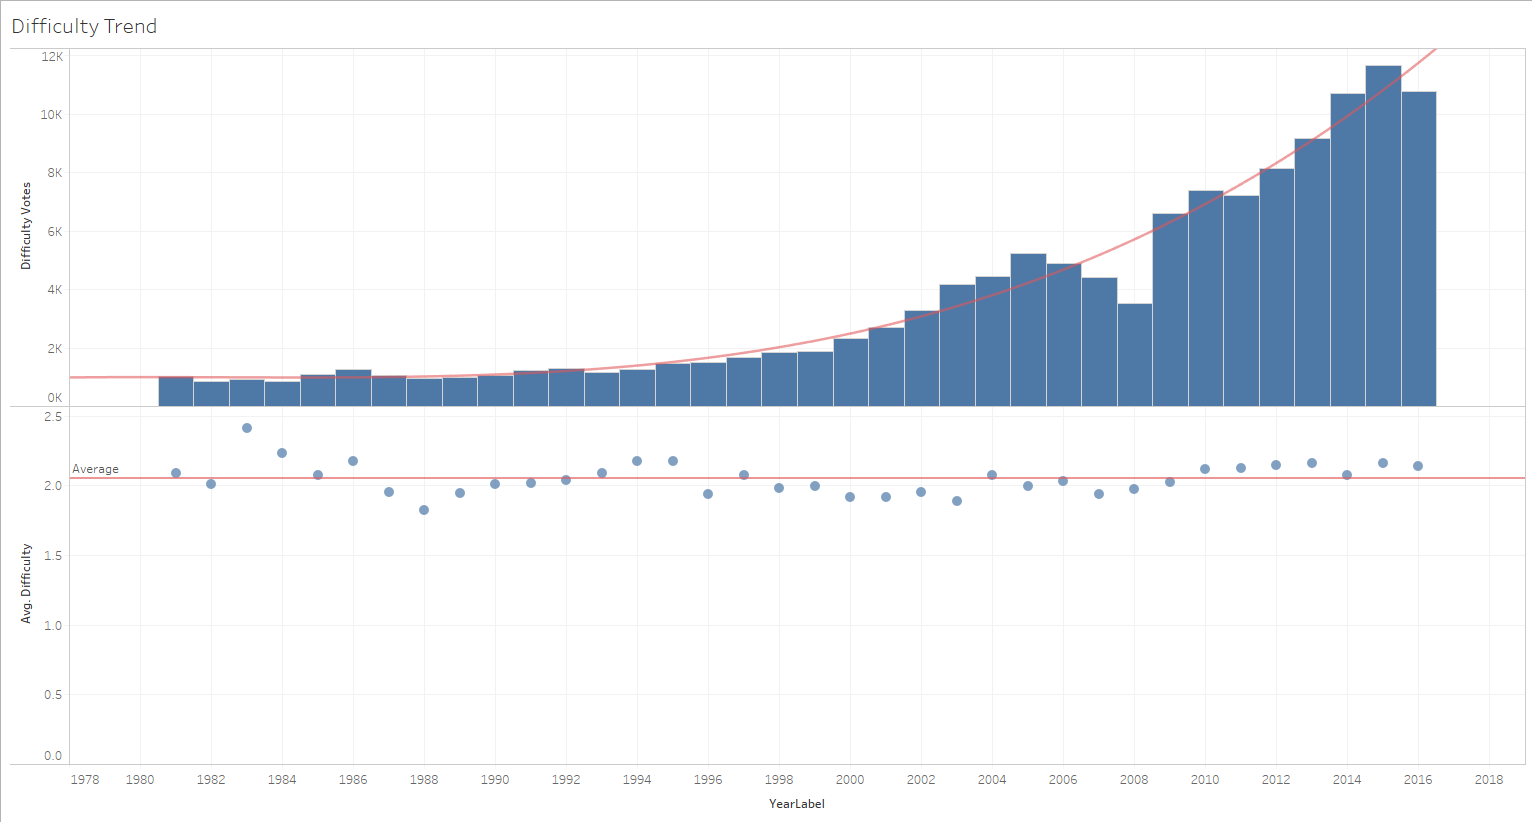 Difficulty Trend
12K
10K
8K
6K
4K
2K
0K
Difficulty Votes
2.5
2.0
1.5
1.0
0.5
0.0
Avg. Difficulty
Average
1978 1980 1982 1984 1986 1988 1990 1992 1994 1996 1998 2000 2002 2004 2006 2008 2010 2012 2014 2016 2018
YearLabel